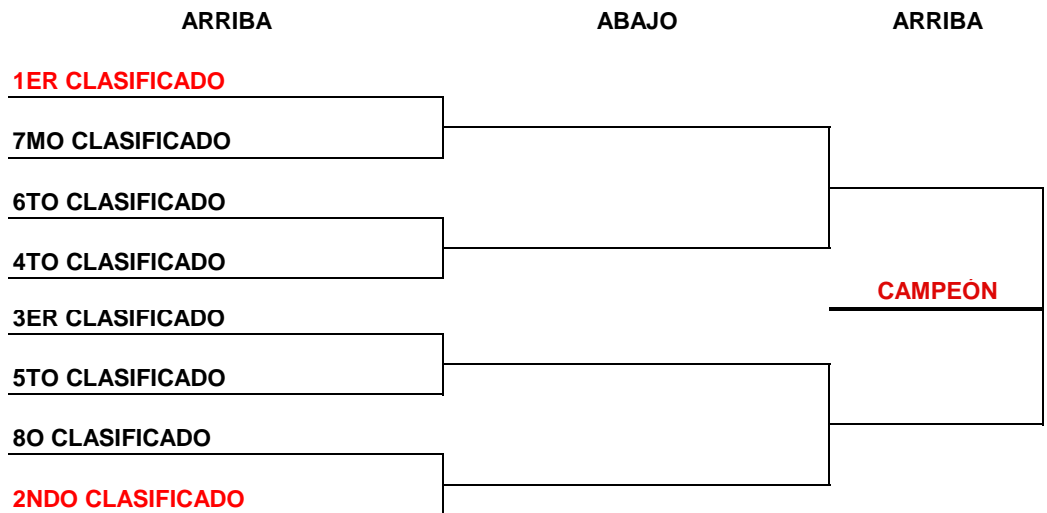 ARRIBA ABAJO ARRIBA
1ER CLASIFICADO
7MO CLASIFICADO
6TO CLASIFICADO
4TO CLASIFICADO
CAMPEÓN
3ER CLASIFICADO
5TO CLASIFICADO
8O CLASIFICADO
2NDO CLASIFICADO